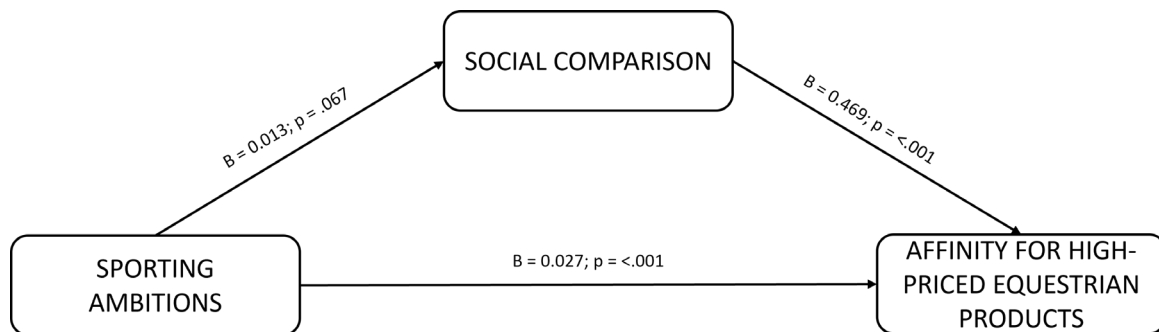 SOCIAL COMPARISON
B = 0.013; p = .067
B = 0.469; p = <.001
SPORTING
AMBITIONS
B = 0.027; p = <.001
AFFINITY FOR HIGH-
PRICED EQUESTRIAN
PRODUCTS